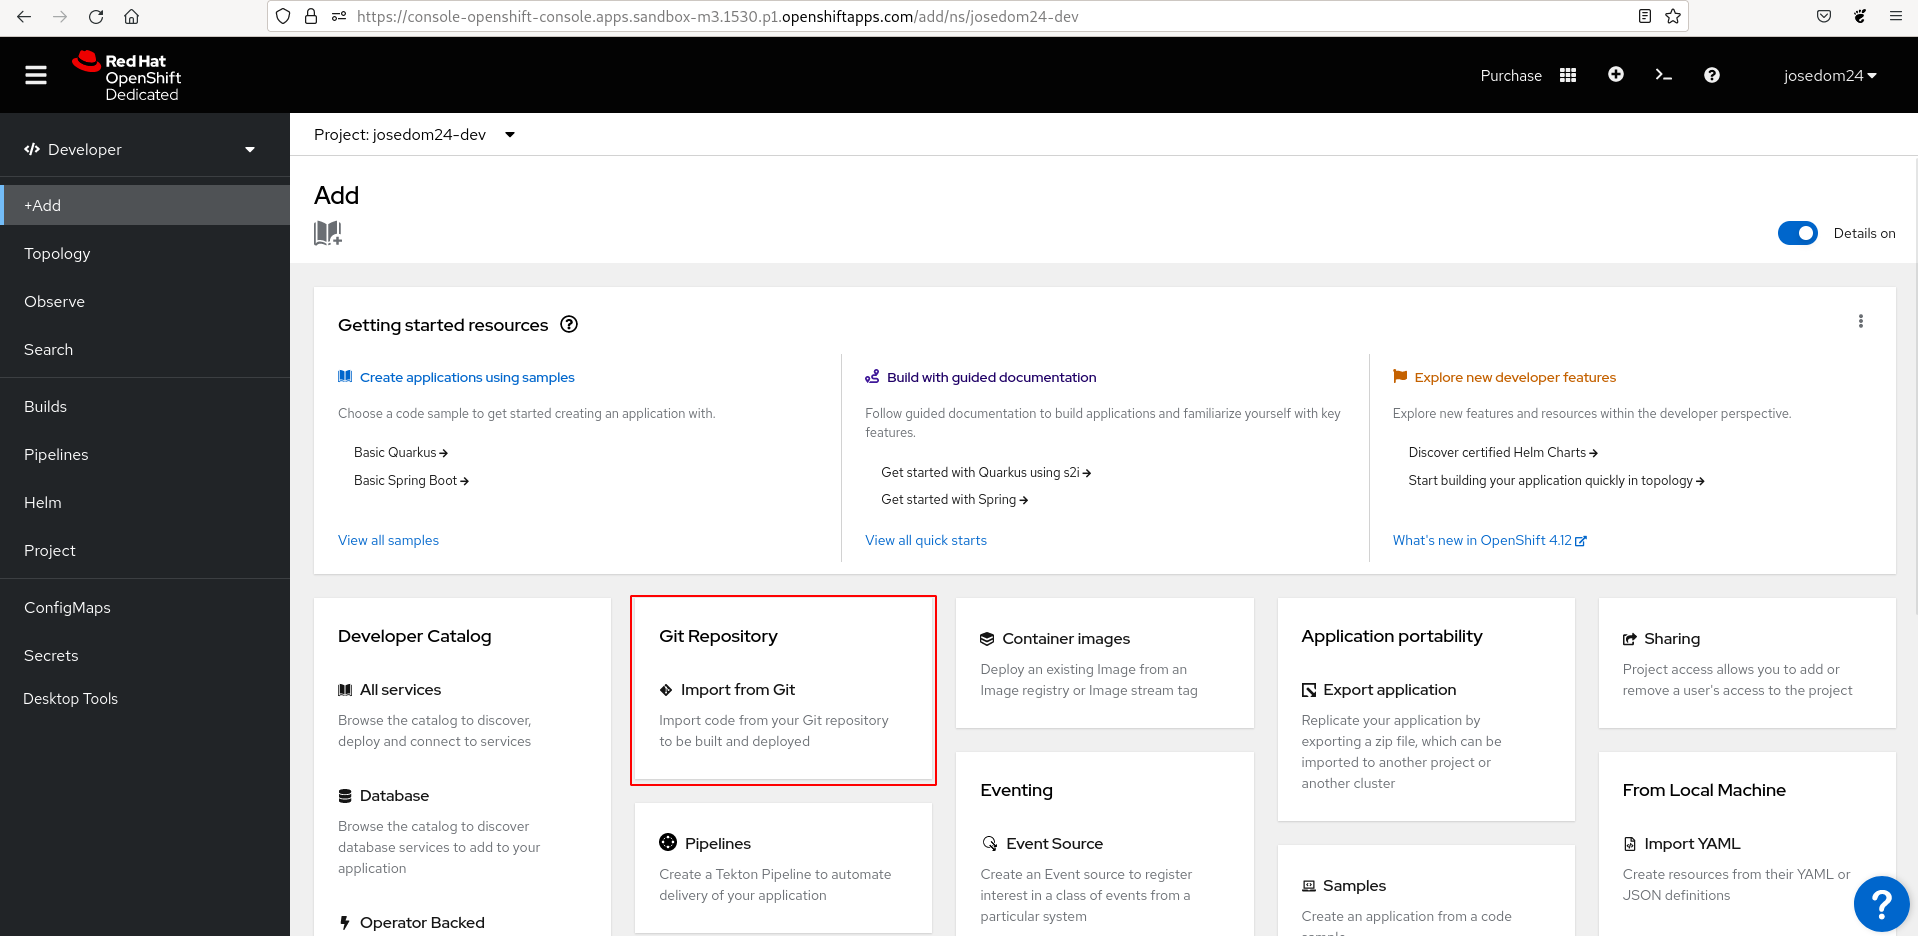 https://console-openshift-console.apps.sandbox-m3.1530.p1.openshiftapps.com/add/ns/josedom24-dev
Red Hat
OpenShift
Dedicated
Purchase
josedom24
Developer
+Add
Topology
Observe
Search
Builds
Pipelines
Helm
Project
ConfigMaps
Secrets
Desktop Tools
Project: josedom24-dev
Add
Details on
Getting started resources
Create applications using samples
Choose a code sample to get started creating an application with.
Basic Quarkus
Basic Spring Boot
View all samples
Build with guided documentation
Follow guided documentation to build applications and familiarize yourself with key
features.
Get started with Quarkus using s2i
Get started with Spring
View all quick starts
Explore new developer features
Explore new features and resources within the developer perspective.
Discover certified Helm Charts
Start building your application quickly in topology
What's new in OpenShift 4.12
Developer Catalog
All services
Browse the catalog to discover,
deploy and connect to services
Database
Browse the catalog to discover
database services to add to your
application
Operator Backed
Git Repository
Import from Git
Import code from your Git repository
to be built and deployed
Pipelines
Create a Tekton Pipeline to automate
delivery of your application
Container images
Deploy an existing Image from an
Image registry or Image stream tag
Eventing
Event Source
Create an Event source to register
interest in a class of events from a
particular system
Application portability
Export application
Replicate your application by
exporting a zip file, which can be
imported to another project or
another cluster
Samples
Create an application from a code
Sharing
Project access allows you to add or
remove a user's access to the project
From Local Machine
Import YAML
Create resources from their YAML or
JSON definitions